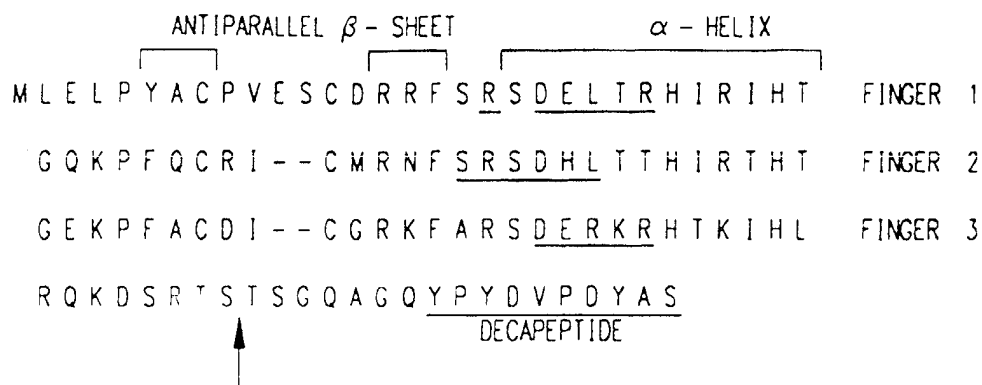 ANTIPARALLEL β - SHEET α - HELIX
M L E L P Y A C P V E S C D R R F S R S D E L T R H I R I H T FINGER 1
G Q K P F Q C R I - - C M R N F S R S D H L T T H I R T H T FINGER 2
G E K P F A C D I - - C G R K F A R S D E R K R H T K I H L FINGER 3
R Q K D S R T S T S G Q A G Q Y P Y D V P D Y A S
DECAPEPTIDE